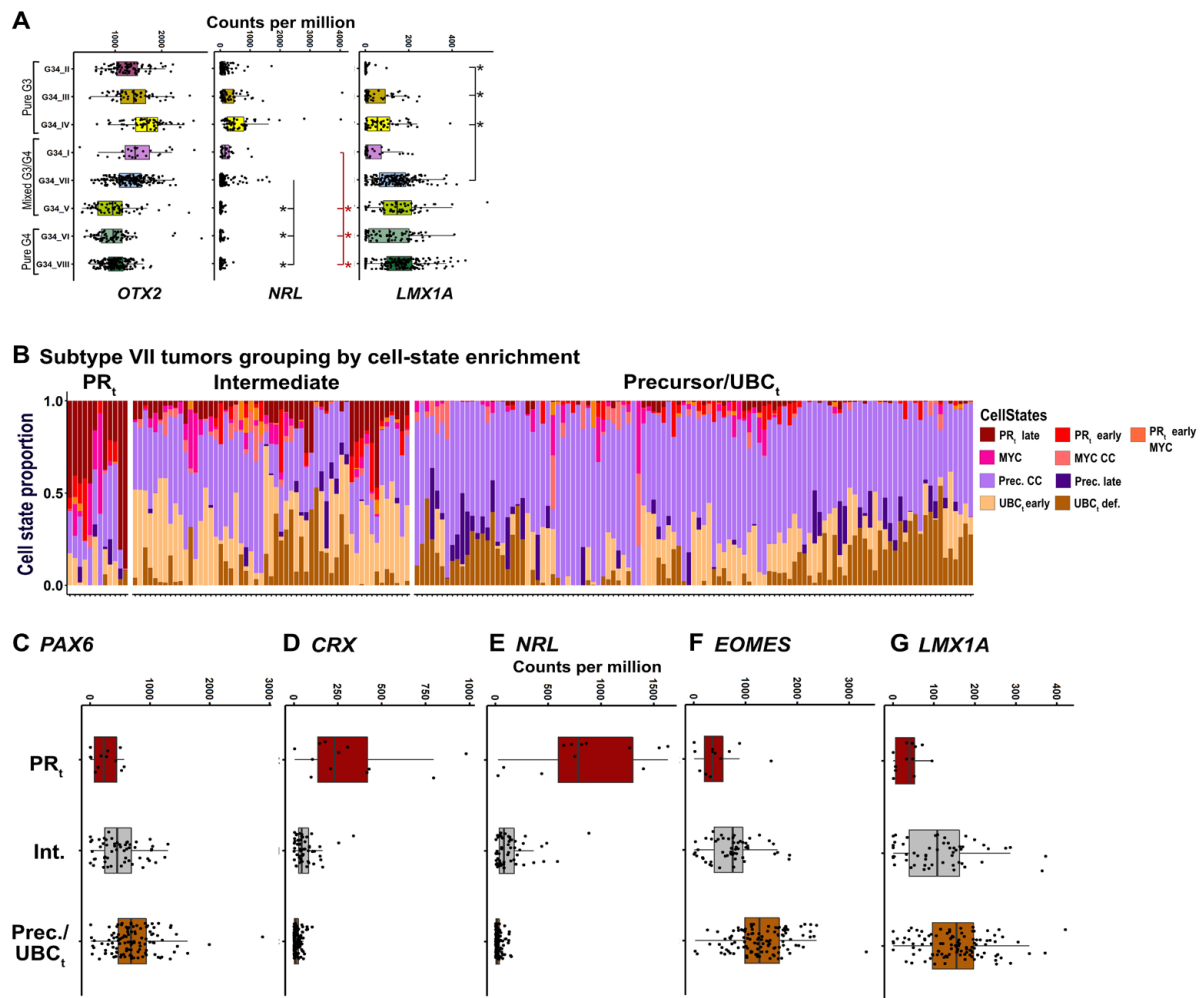 A
Counts per million
1000 2000
0 1000 2000 3000 4000
0 200 400
Pure G3
Mixed G3/G4
Pure G4
G34_II
G34_III
G34_IV
G34_I
G34_VII
G34_V
G34_VI
G34_VIII
* * *
* * *
* * *
OTX2 NRL LMX1A
B Subtype VII tumors grouping by cell-state enrichment
PRt Intermediate Precursor/UBCt
Cell state proportion
1.0
0.5
0.0
CellStates
PRt late PRt early PRt early MYC
MYC MYC CC
Prec. CC Prec. late
UBCt early UBCt def.
C PAX6 D CRX E NRL F EOMES G LMX1A
Counts per million
0 1000 2000 3000
0 250 500 750 1000
0 500 1000 1500
0 1000 2000 3000
0 100 200 300 400
PRt
Int.
Prec./
UBCt